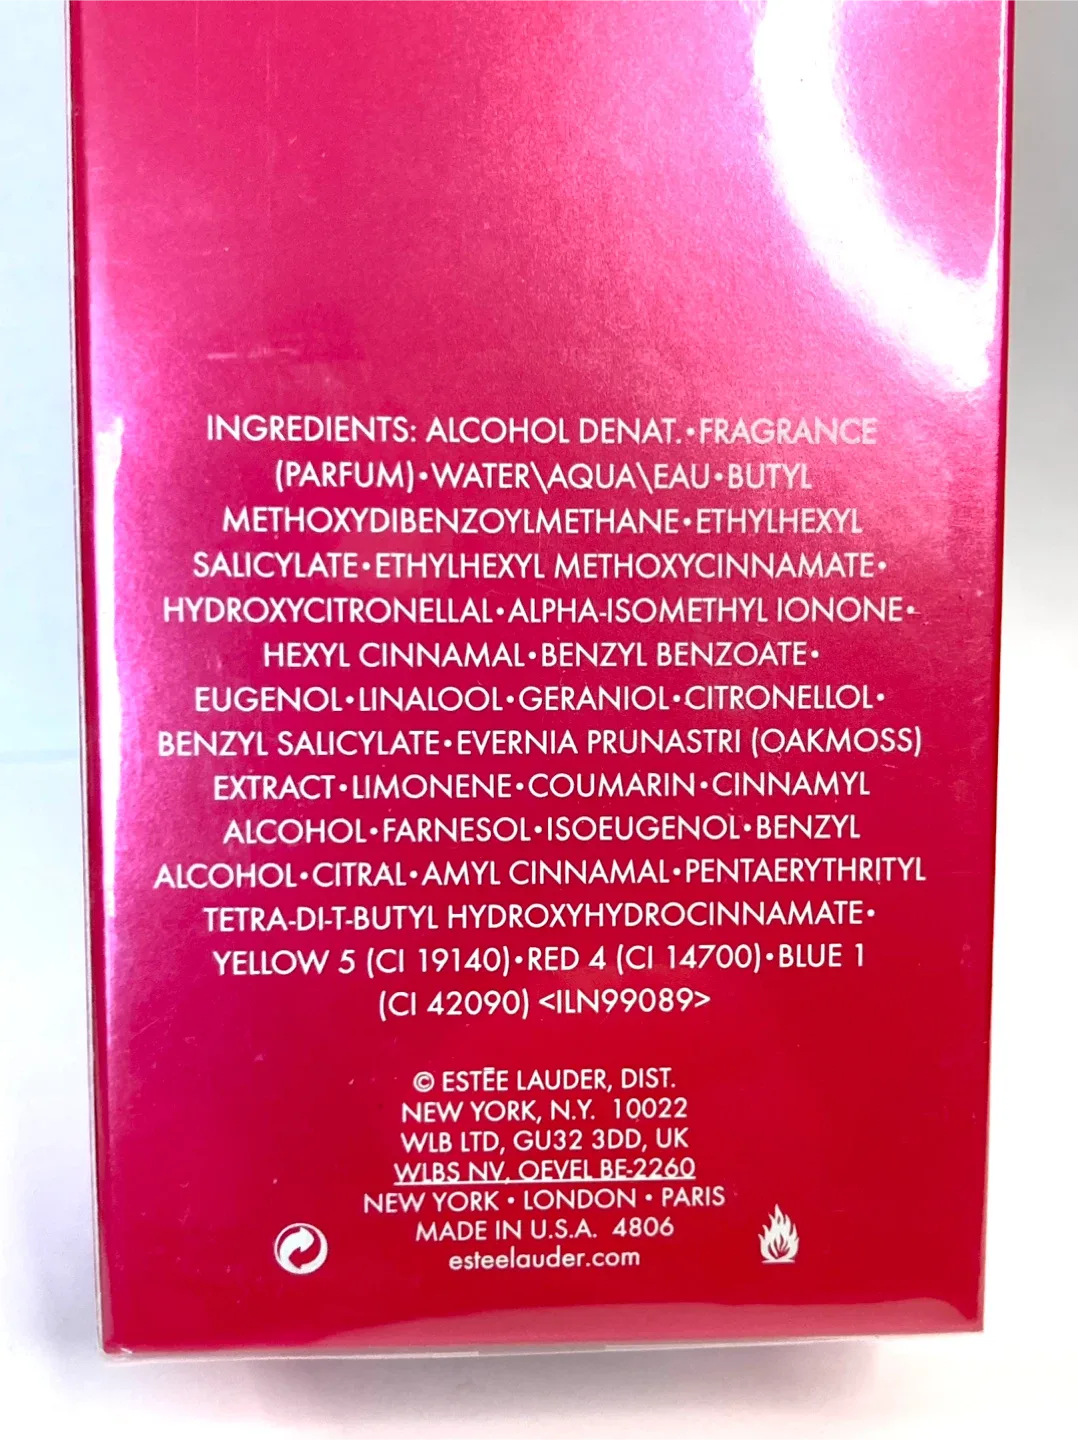 INGREDIENTS: ALCOHOL DENAT.•FRAGRANCE
(PARFUM)•WATER\AQUA\EAU•BUTYL
METHOXYDIBENZOYLMETHANE•ETHYLHEXYL
SALICYLATE•ETHYLHEXYL METHOXYCINNAMATE•
HYDROXYCITRONELLAL•ALPHA-ISOMETHYL IONONE•
HEXYL CINNAMAL•BENZYL BENZOATE•
EUGENOL•LINALOOL•GERANIOL•CITRONELLOL•
BENZYL SALICYLATE•EVERNIA PRUNASTRI (OAKMOSS)
EXTRACT•LIMONENE•COUMARIN•CINNAMYL
ALCOHOL•FARNESOL•ISOEUGENOL•BENZYL
ALCOHOL•CITRAL•AMYL CINNAMAL•PENTAERYTHRITYL
TETRA-DI-T-BUTYL HYDROXYHYDROCINNAMATE•
YELLOW 5 (CI 19140)•RED 4 (CI 14700)•BLUE 1
(CI 42090) <ILN99089>
© ESTĒE LAUDER, DIST.
NEW YORK, N.Y. 10022
WLB LTD, GU32 3DD, UK
WLBS NV, OEVEL BE-2260
NEW YORK • LONDON • PARIS
MADE IN U.S.A. 4806
esteelauder.com